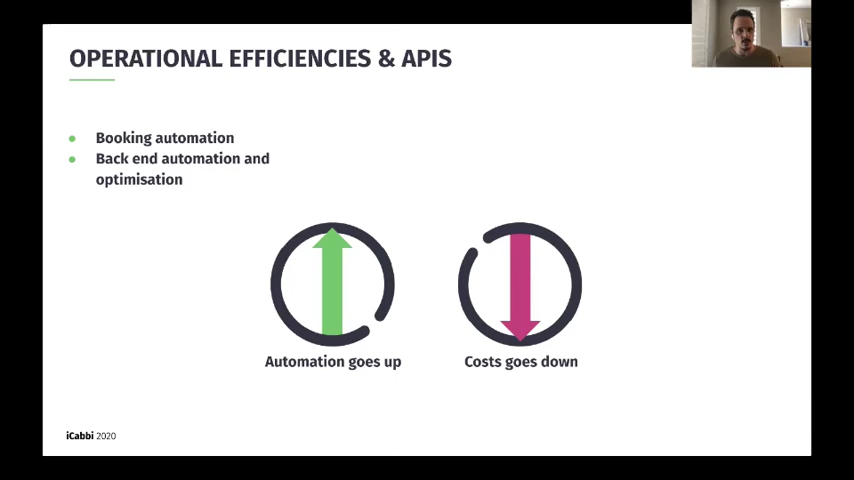 OPERATIONAL EFFICIENCIES & APIS
● Booking automation
● Back end automation and
optimisation
Automation goes up
Costs goes down
iCabbi 2020